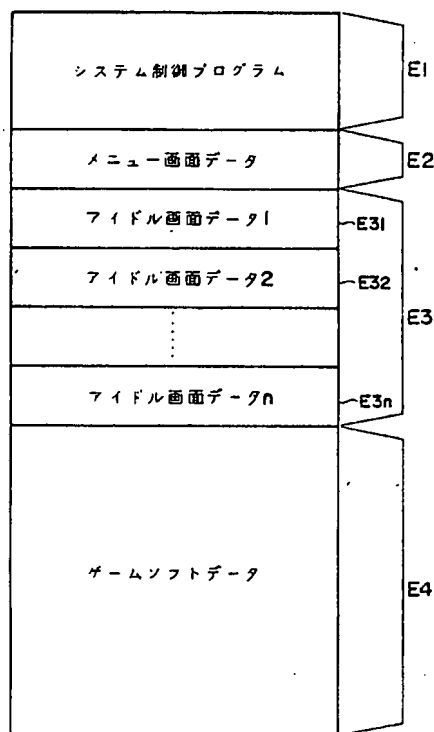 システム制御プログラム
E1
メニュー画面データ
E2
アイドル画面データ1
E31
アイドル画面データ2
E32
E3
アイドル画面データn
E3n
ゲームソフトデータ
E4